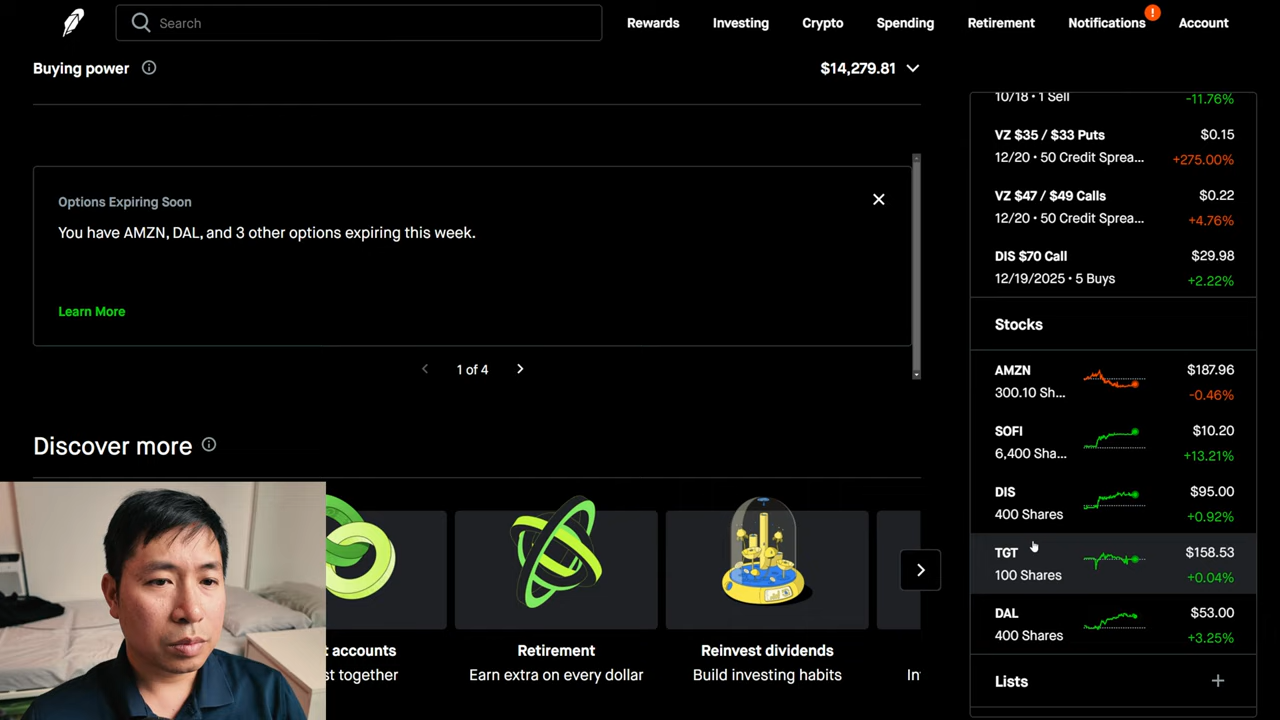 Search
Rewards
Investing
Crypto
Spending
Retirement
Notifications
!
Account
Buying power
$14,279.81
Options Expiring Soon
You have AMZN, DAL, and 3 other options expiring this week.
Learn More
1 of 4
Discover more
t accounts
st together
Retirement
Earn extra on every dollar
Reinvest dividends
Build investing habits
In
10/18 • 1 Sell
-11.76%
VZ $35 / $33 Puts
$0.15
12/20 • 50 Credit Sprea...
+275.00%
VZ $47 / $49 Calls
$0.22
12/20 • 50 Credit Sprea...
+4.76%
DIS $70 Call
$29.98
12/19/2025 • 5 Buys
+2.22%
Stocks
AMZN
$187.96
300.10 Sh...
-0.46%
SOFI
$10.20
6,400 Sha...
+13.21%
DIS
$95.00
400 Shares
+0.92%
TGT
$158.53
100 Shares
+0.04%
DAL
$53.00
400 Shares
+3.25%
Lists